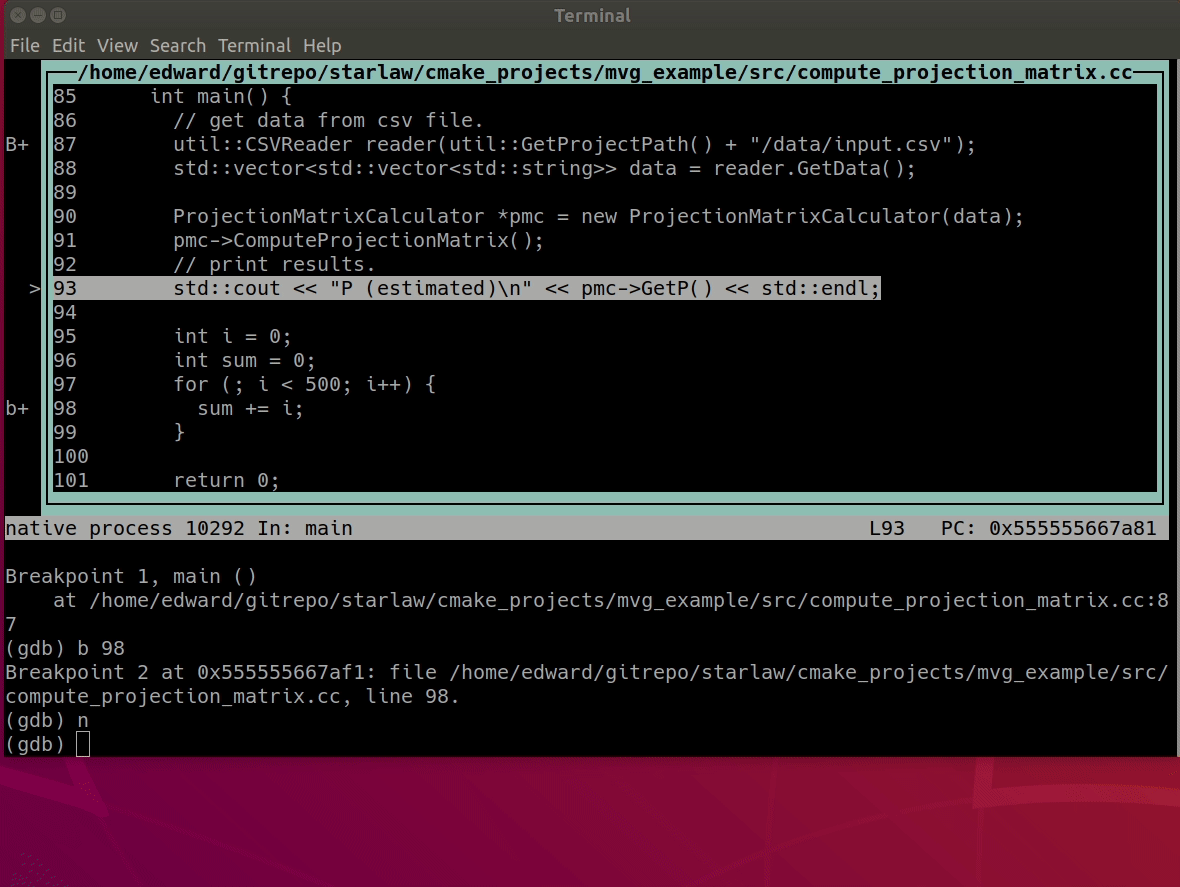 Terminal
File Edit View Search Terminal Help
/home/edward/gitrepo/starlaw/cmake_projects/mvg_example/src/compute_projection_matrix.cc
85 int main() {
86 // get data from csv file.
B+ 87 util::CSVReader reader(util::GetProjectPath() + "/data/input.csv");
88 std::vector<std::vector<std::string>> data = reader.GetData();
89
90 ProjectionMatrixCalculator *pmc = new ProjectionMatrixCalculator(data);
91 pmc->ComputeProjectionMatrix();
92 // print results.
> 93 std::cout << "P (estimated)\n" << pmc->GetP() << std::endl;
94
95 int i = 0;
96 int sum = 0;
97 for (; i < 500; i++) {
b+ 98 sum += i;
99 }
100
101 return 0;
native process 10292 In: main L93 PC: 0x555555667a81
Breakpoint 1, main ()
at /home/edward/gitrepo/starlaw/cmake_projects/mvg_example/src/compute_projection_matrix.cc:8
7
(gdb) b 98
Breakpoint 2 at 0x555555667af1: file /home/edward/gitrepo/starlaw/cmake_projects/mvg_example/src/
compute_projection_matrix.cc, line 98.
(gdb) n
(gdb)